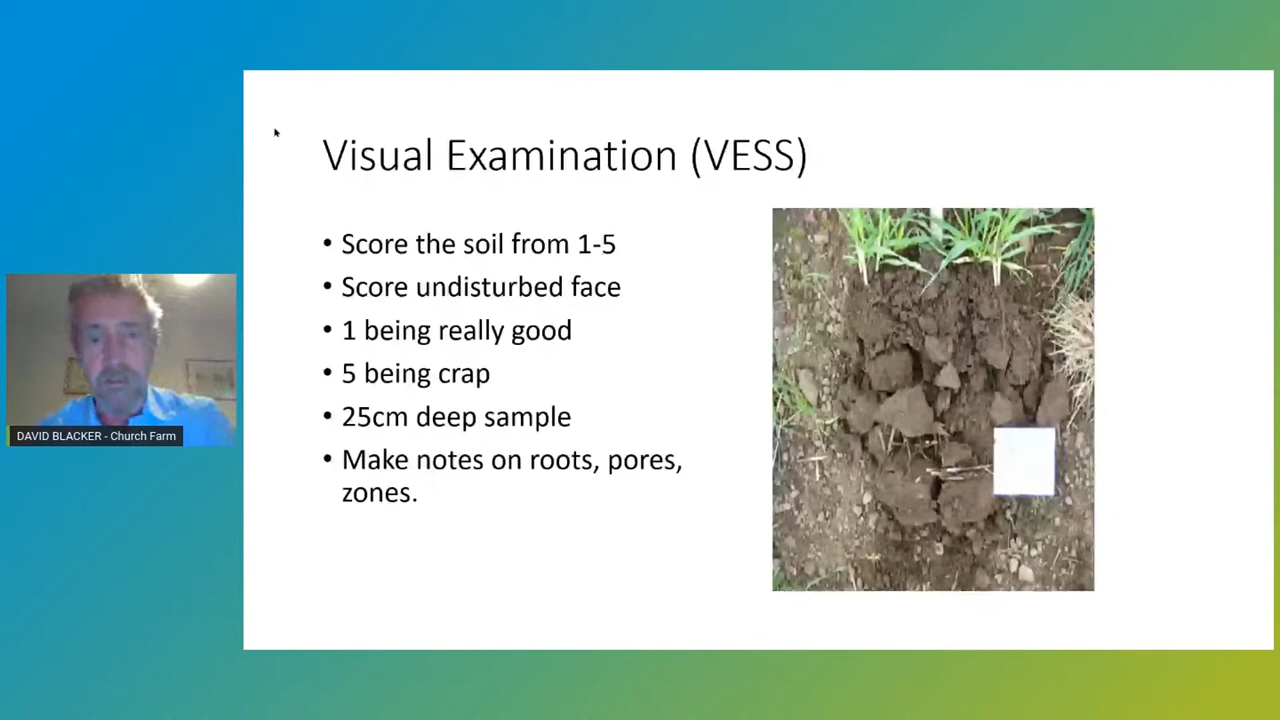 Visual Examination (VESS)
• Score the soil from 1-5
• Score undisturbed face
• 1 being really good
• 5 being crap
• 25cm deep sample
• Make notes on roots, pores,
zones.
DAVID BLACKER - Church Farm